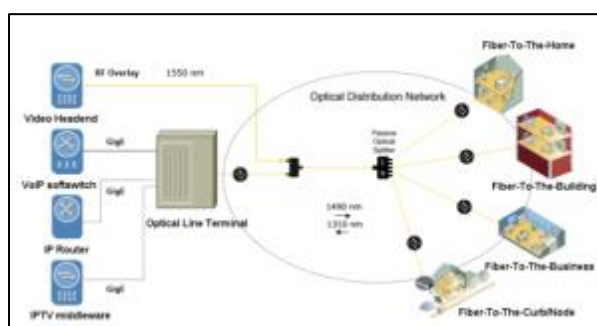 Fiber-To-The-Home
RF Overlay 1550 nm
Optical Distribution Network
Video Headend
Passive
Optical
Splitter
GigE
VoIP softswitch
GigE
Fiber-To-The-Building
IP Router
Optical Line Terminal
1490 nm
1310 nm
Fiber-To-The-Business
GigE
IPTV middleware
Fiber-To-The-Curb/Node